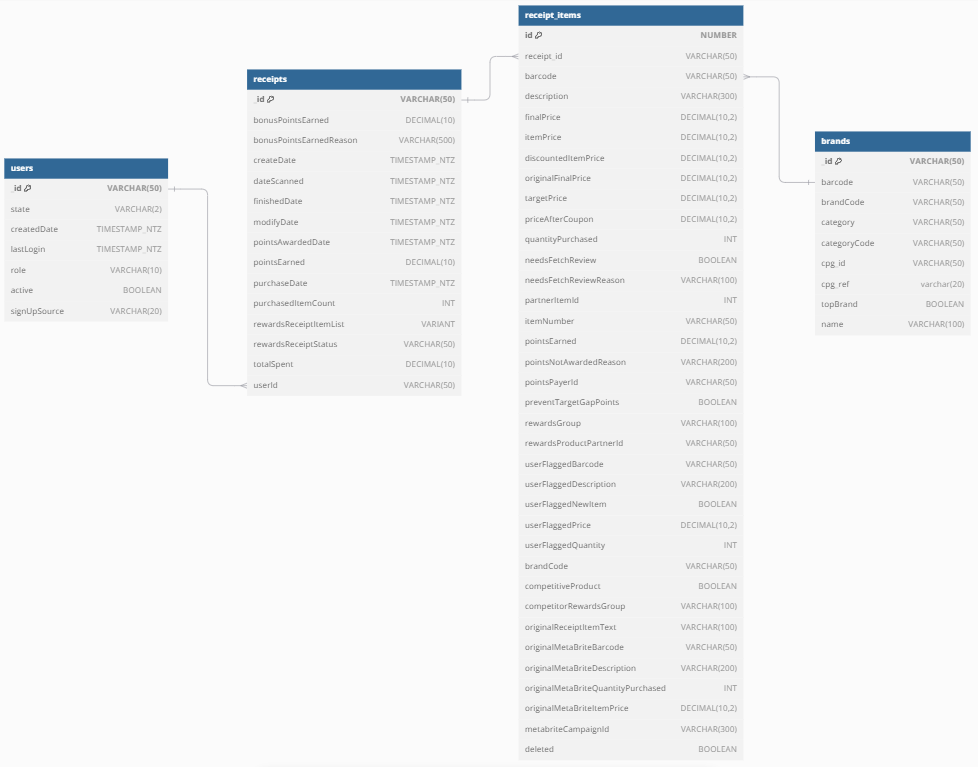 users
_id VARCHAR(50)
state VARCHAR(2)
createdDate TIMESTAMP_NTZ
lastLogin TIMESTAMP_NTZ
role VARCHAR(10)
active BOOLEAN
signUpSource VARCHAR(20)
receipts
_id VARCHAR(50)
bonusPointsEarned DECIMAL(10)
bonusPointsEarnedReason VARCHAR(500)
createDate TIMESTAMP_NTZ
dateScanned TIMESTAMP_NTZ
finishedDate TIMESTAMP_NTZ
modifyDate TIMESTAMP_NTZ
pointsAwardedDate TIMESTAMP_NTZ
pointsEarned DECIMAL(10)
purchaseDate TIMESTAMP_NTZ
purchasedItemCount INT
rewardsReceiptItemList VARIANT
rewardsReceiptStatus VARCHAR(50)
totalSpent DECIMAL(10)
userId VARCHAR(50)
receipt_items
id NUMBER
receipt_id VARCHAR(50)
barcode VARCHAR(50)
description VARCHAR(300)
finalPrice DECIMAL(10,2)
itemPrice DECIMAL(10,2)
discountedItemPrice DECIMAL(10,2)
originalFinalPrice DECIMAL(10,2)
targetPrice DECIMAL(10,2)
priceAfterCoupon DECIMAL(10,2)
quantityPurchased INT
needsFetchReview BOOLEAN
needsFetchReviewReason VARCHAR(100)
partnerItemId INT
itemNumber VARCHAR(50)
pointsEarned DECIMAL(10,2)
pointsNotAwardedReason VARCHAR(200)
pointsPayerId VARCHAR(50)
preventTargetGapPoints BOOLEAN
rewardsGroup VARCHAR(100)
rewardsProductPartnerId VARCHAR(50)
userFlaggedBarcode VARCHAR(50)
userFlaggedDescription VARCHAR(200)
userFlaggedNewItem BOOLEAN
userFlaggedPrice DECIMAL(10,2)
userFlaggedQuantity INT
brandCode VARCHAR(50)
competitiveProduct BOOLEAN
competitorRewardsGroup VARCHAR(100)
originalReceiptItemText VARCHAR(100)
originalMetaBriteBarcode VARCHAR(50)
originalMetaBriteDescription VARCHAR(200)
originalMetaBriteQuantityPurchased INT
originalMetaBriteItemPrice DECIMAL(10,2)
metabriteCampaignId VARCHAR(300)
deleted BOOLEAN
brands
_id VARCHAR(50)
barcode VARCHAR(50)
brandCode VARCHAR(50)
category VARCHAR(50)
categoryCode VARCHAR(50)
cpg_id VARCHAR(50)
cpg_ref varchar(20)
topBrand BOOLEAN
name VARCHAR(100)